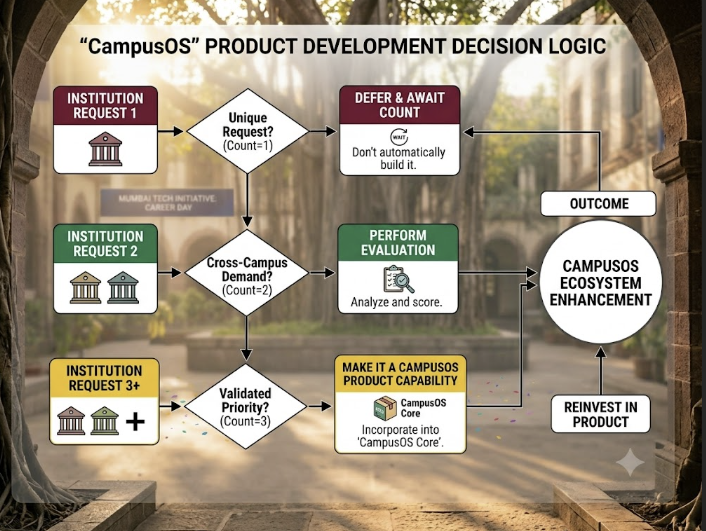 “CampusOS” PRODUCT DEVELOPMENT DECISION LOGIC
INSTITUTION
REQUEST 1
Unique
Request?
(Count=1)
DEFER & AWAIT
COUNT
WAIT
Don't automatically
build it.
MUMBAI TECH INITIATIVE.
CAREER DAY
OUTCOME
INSTITUTION
REQUEST 2
Cross-Campus
Demand?
(Count=2)
PERFORM
EVALUATION
Analyze and score.
CAMPUSOS
ECOSYSTEM
ENHANCEMENT
INSTITUTION
REQUEST 3+
+
Validated
Priority?
(Count=3)
MAKE IT A CAMPUSOS
PRODUCT CAPABILITY
CampusOS
Core
Incorporate into
‘CampusOS Core’.
REINVEST IN
PRODUCT